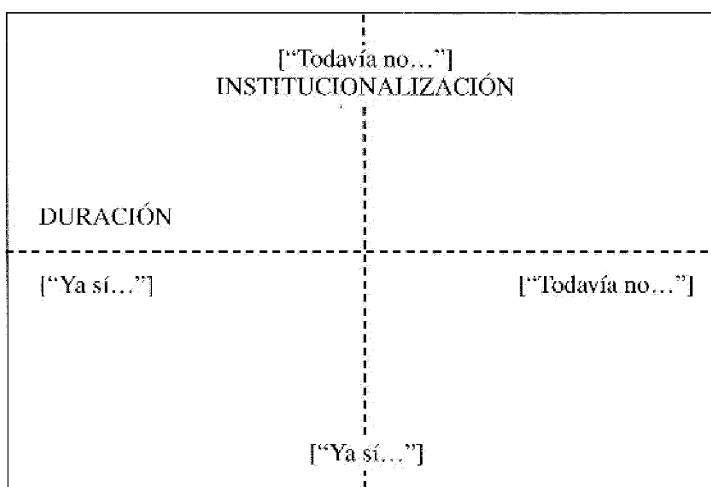 [“Todavía no…”]
INSTITUCIONALIZACIÓN
DURACIÓN
[“Ya sí…”]
[“Todavía no…”]
[“Ya sí…”]